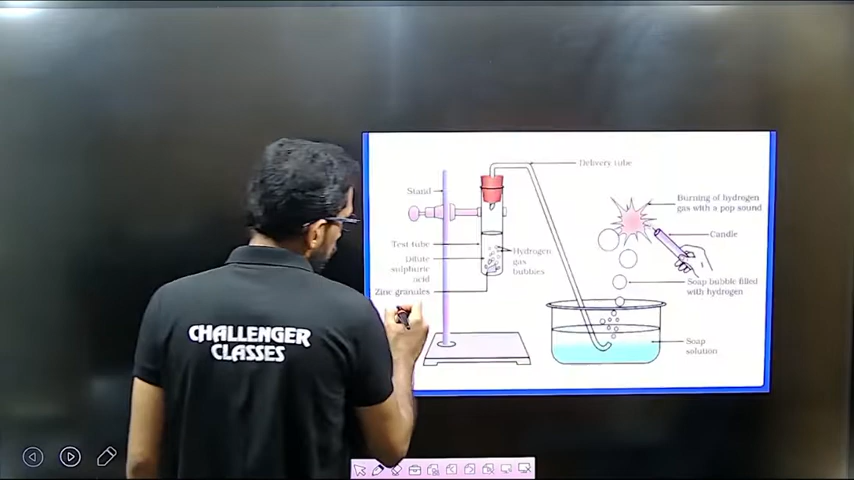 CHALLENGER
CLASSES
Delivery tube
Stand
Burning of hydrogen
gas with a pop sound
Candle
Test tube
Hydrogen
gas
bubbles
Dilute
sulphuric
acid
Soap bubble filled
with hydrogen
Zinc granules
Soap
solution